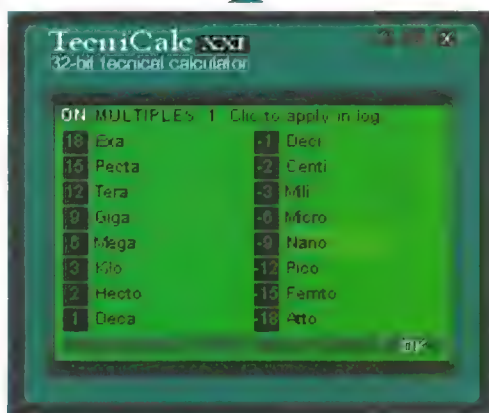 TecniCalc XXI
32-bit tecnical calculator
ON MULTIPLES 1 Clic to apply in log
18 Exa -1 Deci
15 Pecta -2 Centi
12 Tera -3 Mili
9 Giga -6 Micro
6 Mega -9 Nano
3 Kilo -12 Pico
2 Hecto -15 Femto
1 Deca -18 Atto